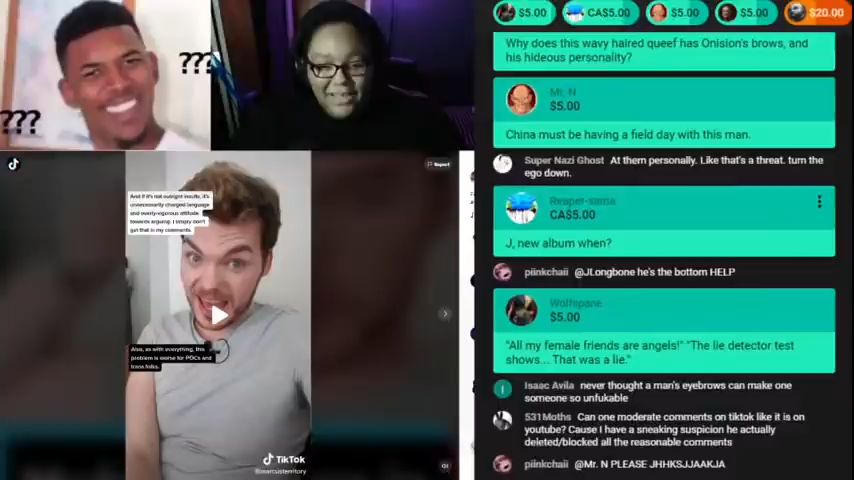 ???
???
Report
And if it's not outright insults, it's
unnecessarily charged language
and overly-vigorous attitude
towards arguing. I simply don't
get that in my comments.
Also, as with everything, this
problem is worse for POCs and
trans folks.
TikTok
@marcusterritory
$5.00
CA$5.00
$5.00
$5.00
$20.00
Why does this wavy haired queef has Onision's brows, and
his hideous personality?
Mr. N
$5.00
China must be having a field day with this man.
Super Nazi Ghost At them personally. Like that's a threat. turn the
ego down.
Reaper-sama
CA$5.00
J, new album when?
piinkchaii @JLongbone he's the bottom HELP
Wolfspane
$5.00
"All my female friends are angels!" "The lie detector test
shows... That was a lie."
Isaac Avila never thought a man's eyebrows can make one
someone so unfukable
531Moths Can one moderate comments on tiktok like it is on
youtube? Cause I have a sneaking suspicion he actually
deleted/blocked all the reasonable comments
piinkchaii @Mr. N PLEASE JHHKSJJAAKJA